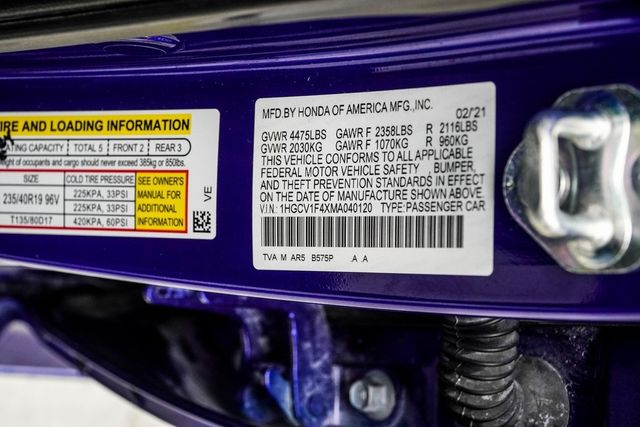 TIRE AND LOADING INFORMATION
SEATING CAPACITY TOTAL 5 FRONT 2 REAR 3
weight of occupants and cargo should never exceed 385kg or 850lbs.
SIZE COLD TIRE PRESSURE
235/40R19 96V 225KPA, 33PSI
225KPA, 33PSI
T135/80D17 420KPA, 60PSI
SEE OWNER'S
MANUAL FOR
ADDITIONAL
INFORMATION
VE
MFD.BY HONDA OF AMERICA MFG.,INC.
02/21
GVWR 4475LBS GAWR F 2358LBS R 2116LBS
GVWR 2030KG GAWR F 1070KG R 960KG
THIS VEHICLE CONFORMS TO ALL APPLICABLE
FEDERAL MOTOR VEHICLE SAFETY , BUMPER,
AND THEFT PREVENTION STANDARDS IN EFFECT
ON THE DATE OF MANUFACTURE SHOWN ABOVE.
V.I.N: 1HGCV1F4XMA040120 TYPE:PASSENGER CAR
TVA M AR5 B575P .A .A